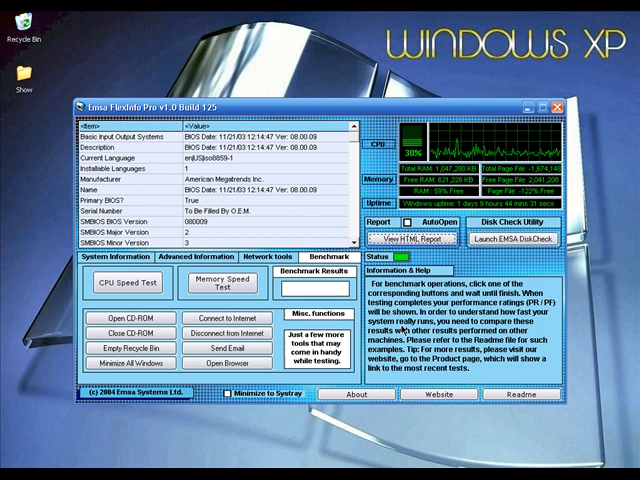 Recycle Bin
Show
WINDOWS XP
Emsa FlexInfo Pro v1.0 Build 125
<Item> <Value>
Basic Input Output Systems BIOS Date: 11/21/03 12:14:47 Ver: 08.00.09
Description BIOS Date: 11/21/03 12:14:47 Ver: 08.00.09
Current Language en|US|iso8859-1
Installable Languages 1
Manufacturer American Megatrends Inc.
Name BIOS Date: 11/21/03 12:14:47 Ver: 08.00.09
Primary BIOS? True
Serial Number To Be Filled By O.E.M.
SMBIOS BIOS Version 080009
SMBIOS Major Version 2
SMBIOS Minor Version 3
CPU
30%
Memory
Total RAM: 1,047,280 KB Total Page File: -1,674,148
Free RAM: 621,228 KB Free Page File: 2,041,208
RAM : 59% Free Page File: -122% Free
Uptime
Windows uptime: 1 days 9 hours 44 mins 31 secs
Report AutoOpen
View HTML Report
Disk Check Utility
Launch EMSA DiskCheck
System Information Advanced Information Network tools Benchmark
Status
CPU Speed Test
Memory Speed Test
Benchmark Results
Information & Help
For benchmark operations, click one of the
corresponding buttons and wait until finish. When
testing completes your performance ratings (PR / PF)
will be shown. In order to understand how fast your
system really runs, you need to compare these
results with other results performed on other
machines. Please refer to the Readme file for such
examples. Tip: For more results, please visit our
website, go to the Product page, which will show a
link to the most recent tests.
Open CD-ROM
Connect to Internet
Misc. functions
Close CD-ROM
Disconnect from Internet
Empty Recycle Bin
Send Email
Minimize All Windows
Open Browser
Just a few more
tools that may
come in handy
while testing.
(c) 2004 Emsa Systems Ltd.
Minimize to Systray
About
Website
Readme